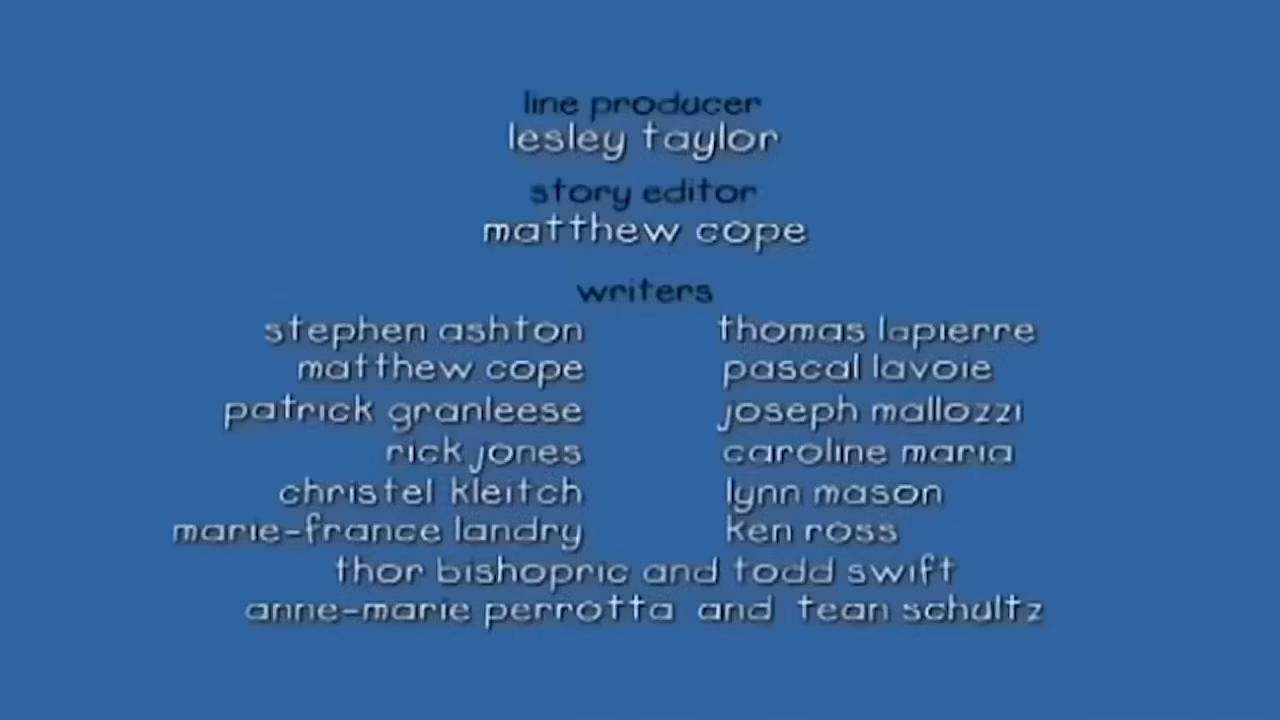 line producer
lesley taylor
story editor
matthew cope
writers
stephen ashton thomas lapierre
matthew cope pascal lavoie
patrick granleese joseph mallozzi
rick jones caroline maria
christel kleitch lynn mason
marie-france landry ken ross
thor bishopric and todd swift
anne-marie perrotta and tean schultz